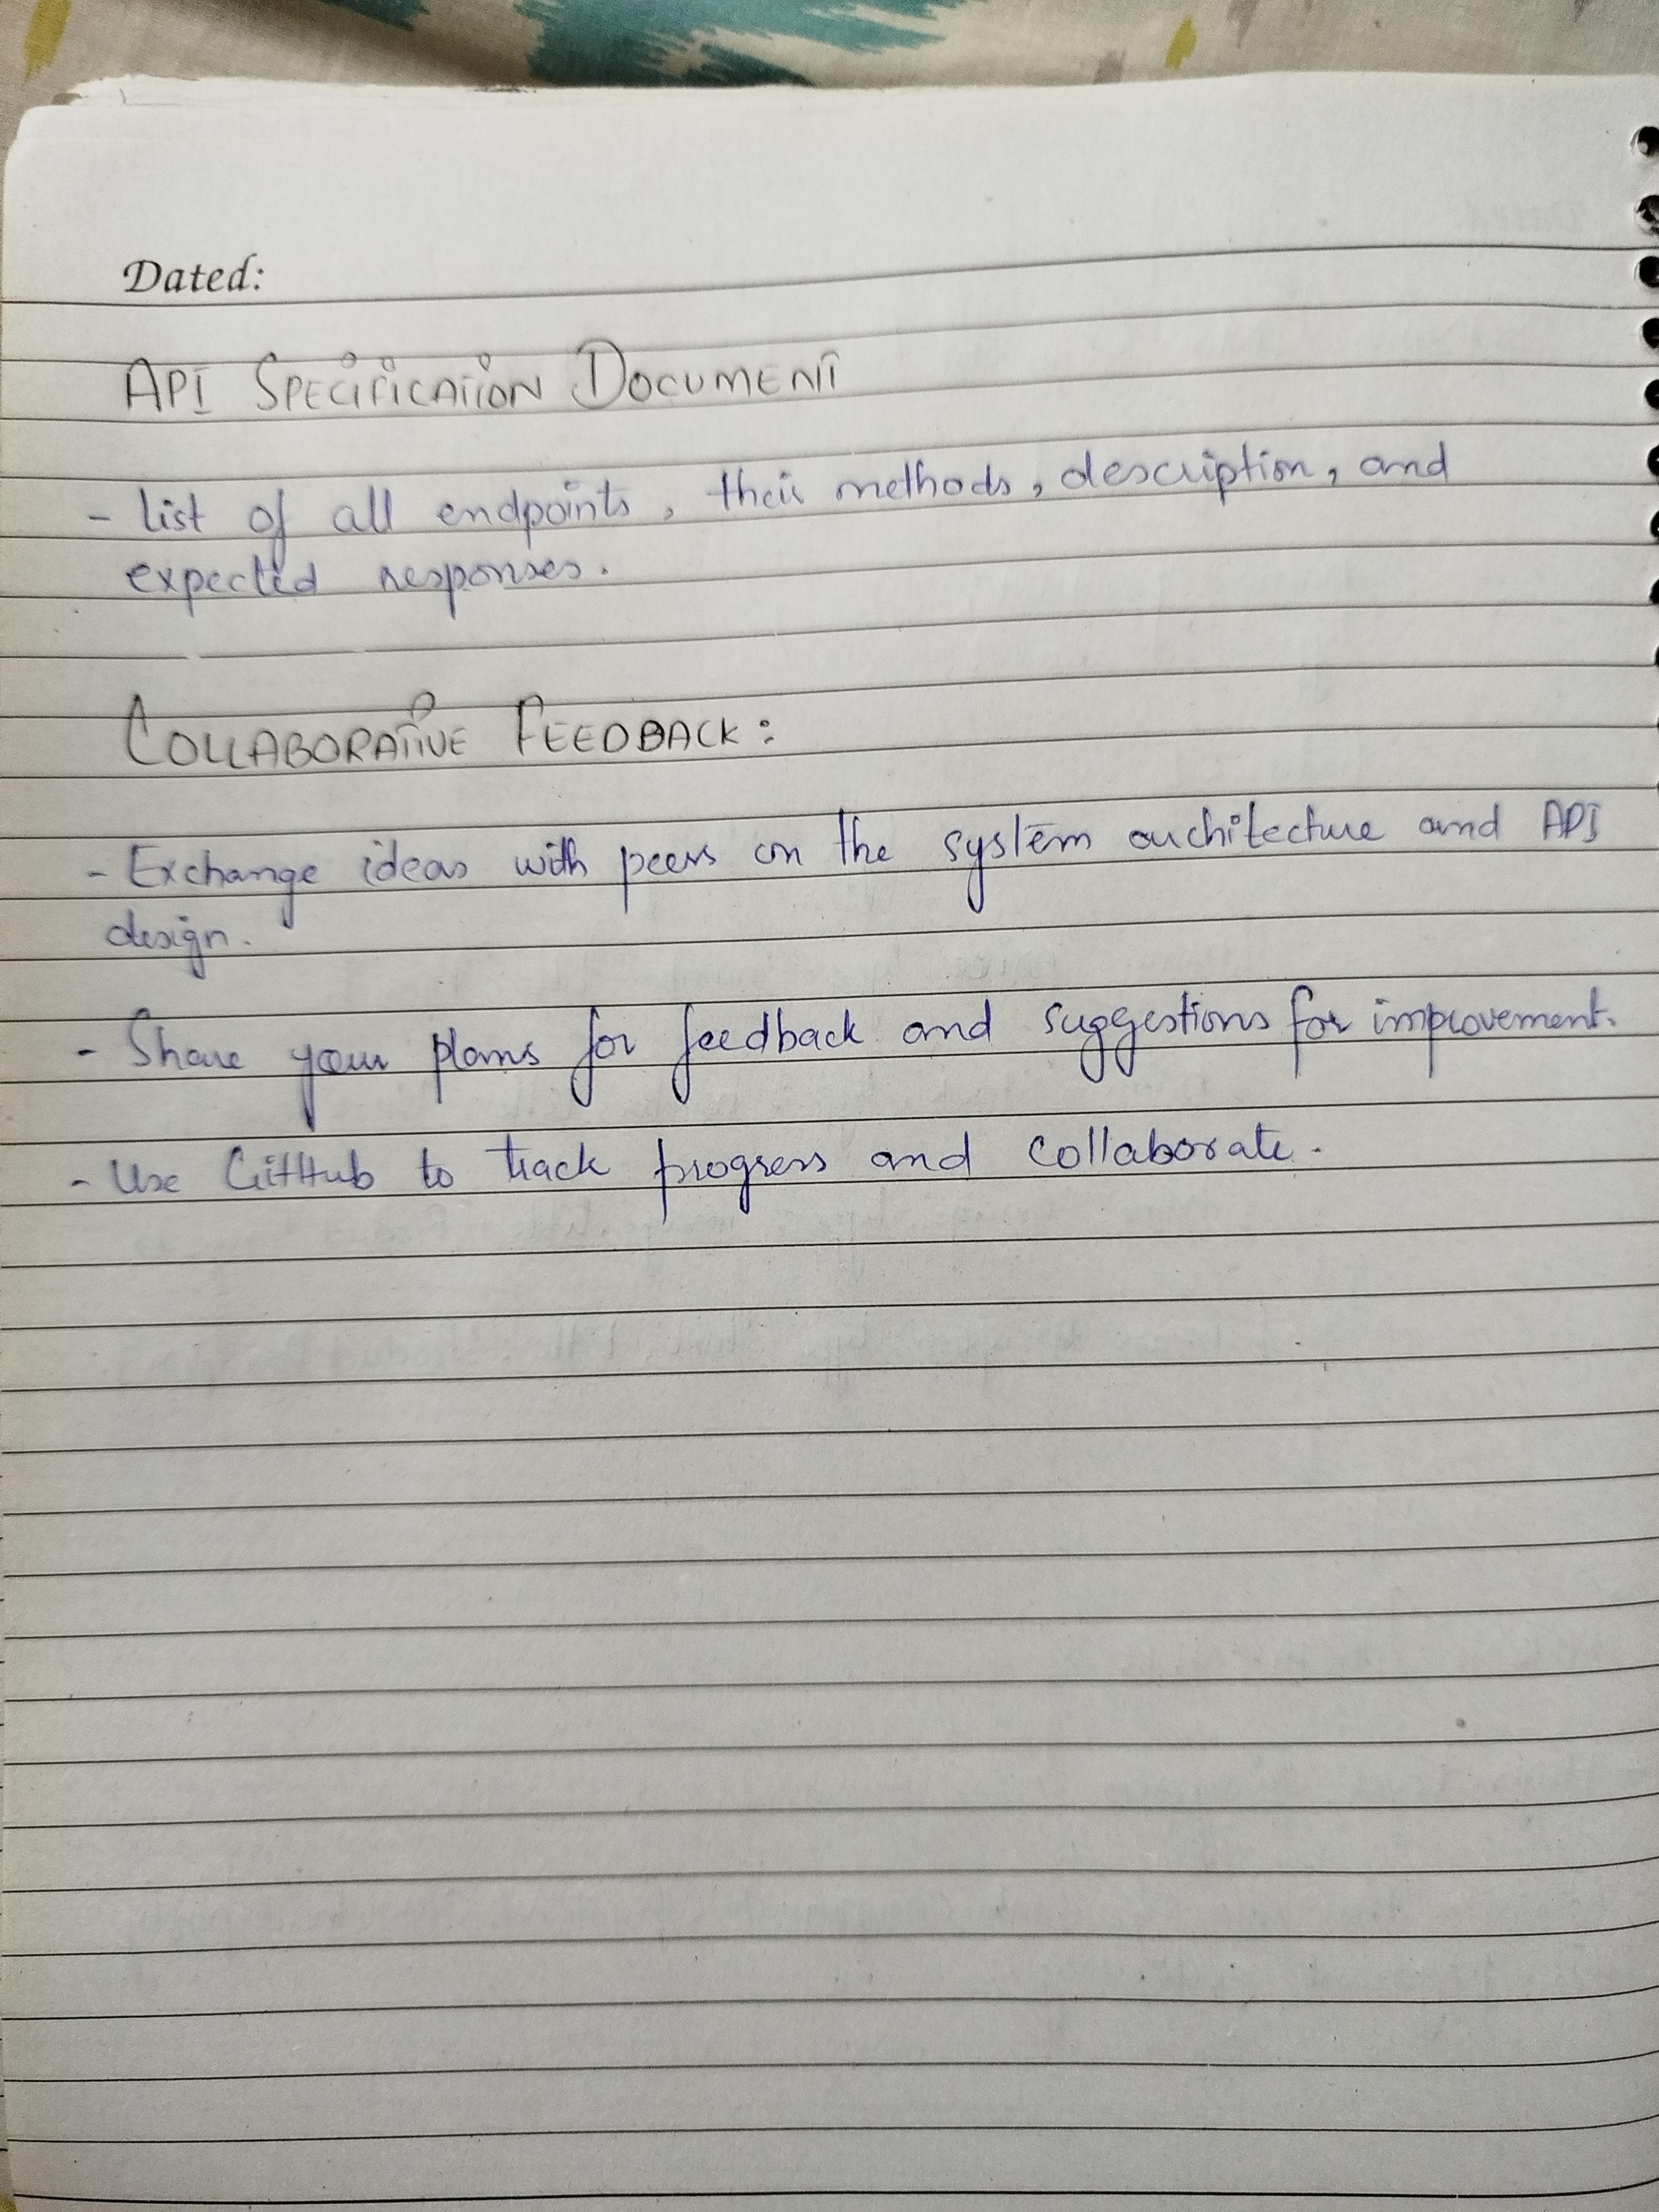 Dated:
API SPECIFICATION DOCUMENT
- list of all endpoints, their methods, description, and
expected responses.
COLLABORATIVE FEEDBACK:
- Exchange ideas with peers on the system architecture and API
design.
- Share your plans for feedback and suggestions for improvement.
- Use GitHub to track progress and collaborate.